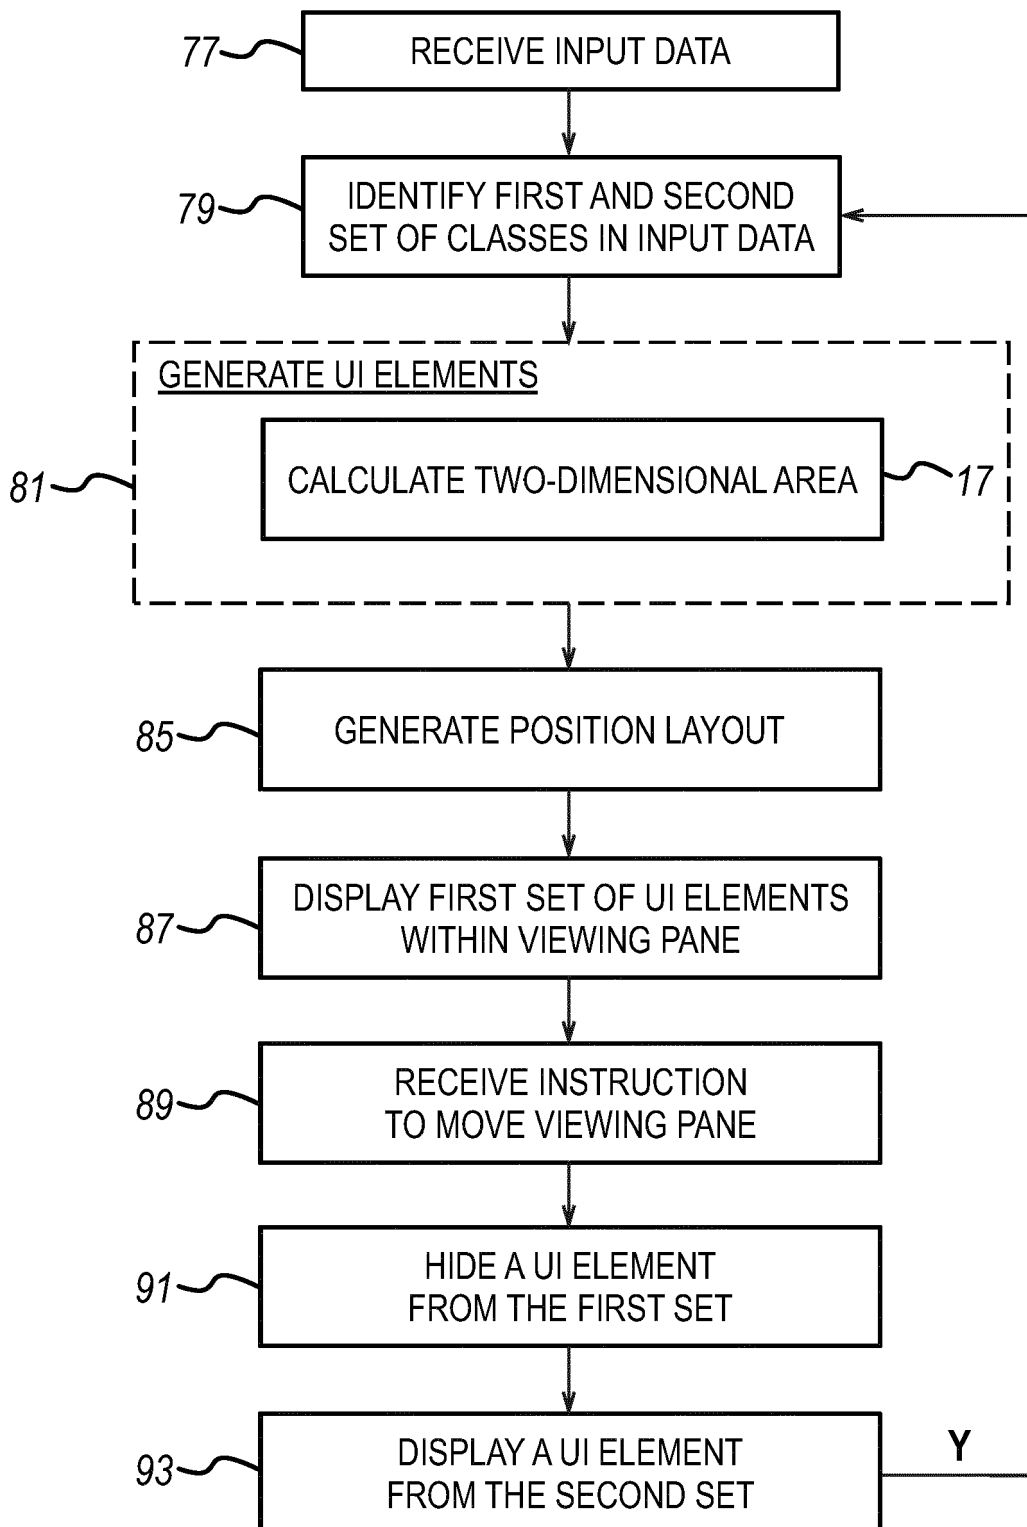 77
RECEIVE INPUT DATA
79
IDENTIFY FIRST AND SECOND
SET OF CLASSES IN INPUT DATA
GENERATE UI ELEMENTS
81
CALCULATE TWO-DIMENSIONAL AREA
17
85
GENERATE POSITION LAYOUT
87
DISPLAY FIRST SET OF UI ELEMENTS
WITHIN VIEWING PANE
89
RECEIVE INSTRUCTION
TO MOVE VIEWING PANE
91
HIDE A UI ELEMENT
FROM THE FIRST SET
93
DISPLAY A UI ELEMENT
FROM THE SECOND SET
Y